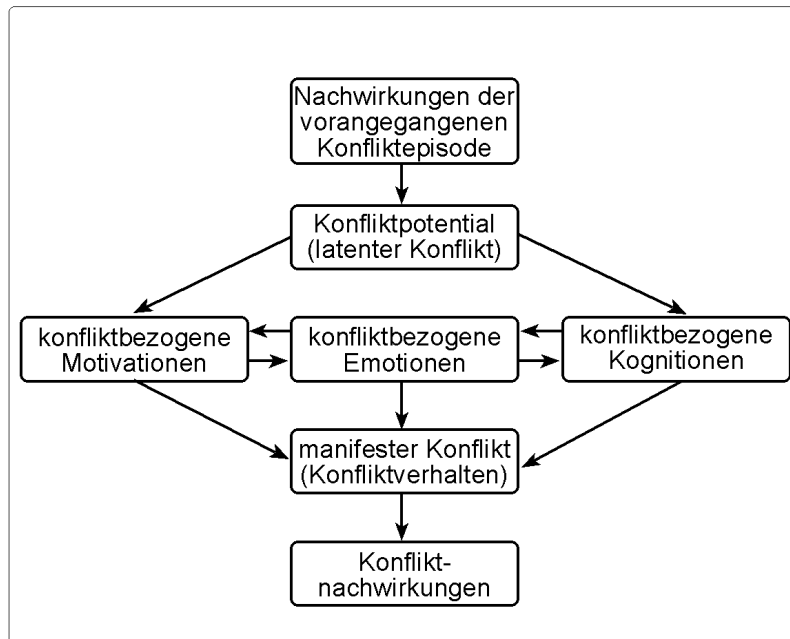 Nachwirkungen der
vorangegangenen
Konfliktepisode
Konfliktpotential
(latenter Konflikt)
konfliktbezogene
Motivationen
konfliktbezogene
Emotionen
konfliktbezogene
Kognitionen
manifester Konflikt
(Konfliktverhalten)
Konflikt-
nachwirkungen